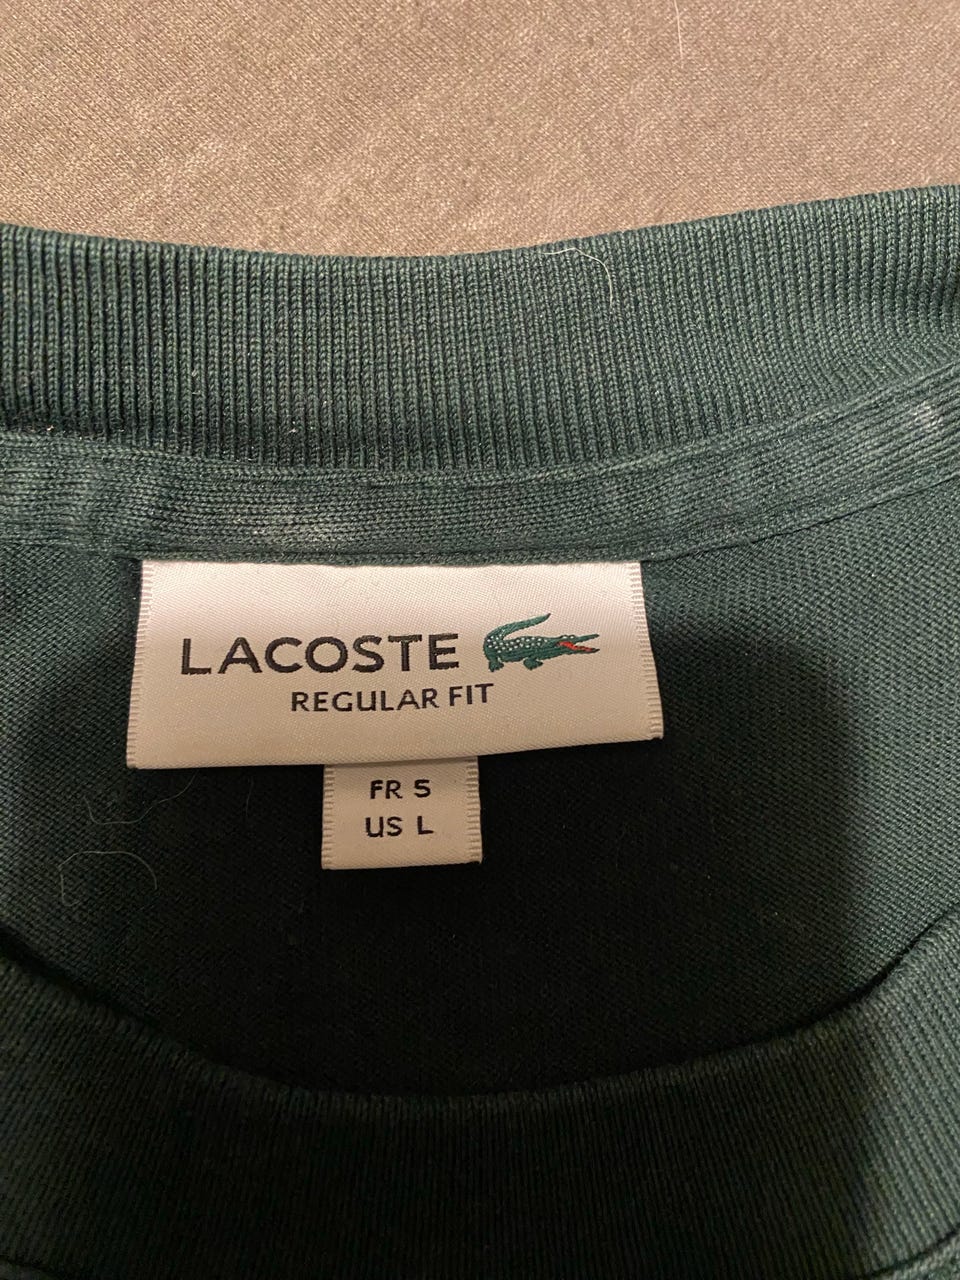 LACOSTE
REGULAR FIT
FR 5
US L